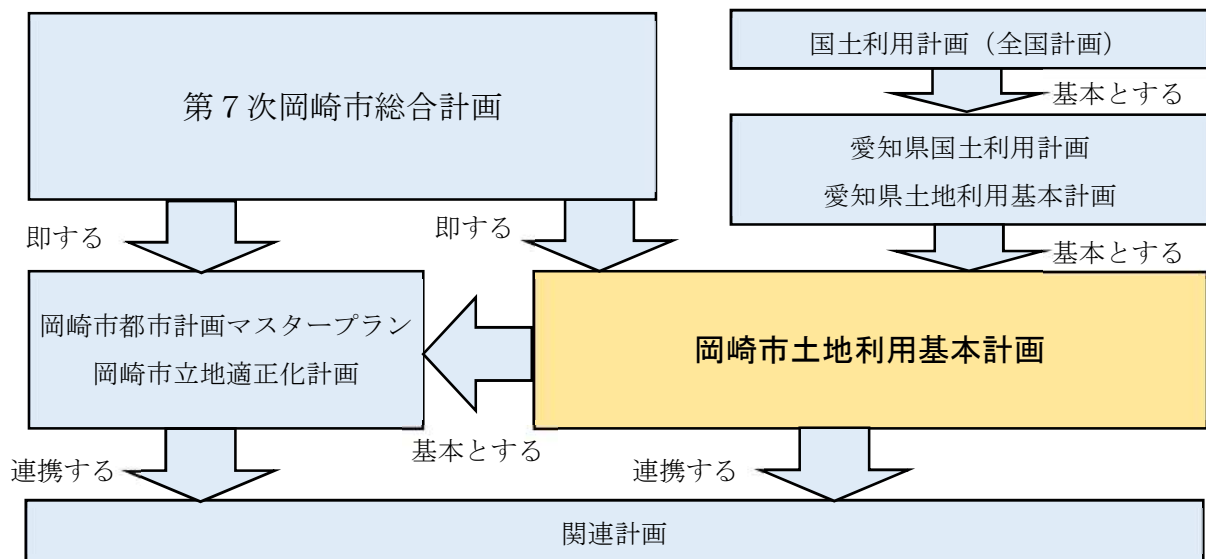 国土利用計画（全国計画）
第７次岡崎市総合計画
基本とする
愛知県国土利用計画
愛知県土地利用基本計画
即する
即する
基本とする
岡崎市都市計画マスタープラン
岡崎市立地適正化計画
岡崎市土地利用基本計画
基本とする
連携する
連携する
関連計画